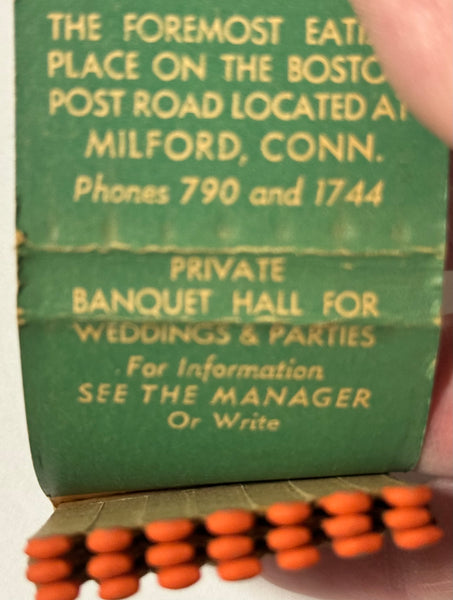 THE FOREMOST EATI
PLACE ON THE BOSTO
POST ROAD LOCATED AT
MILFORD, CONN.
Phones 790 and 1744
PRIVATE
BANQUET HALL FOR
WEDDINGS & PARTIES
For Information
SEE THE MANAGER
Or Write